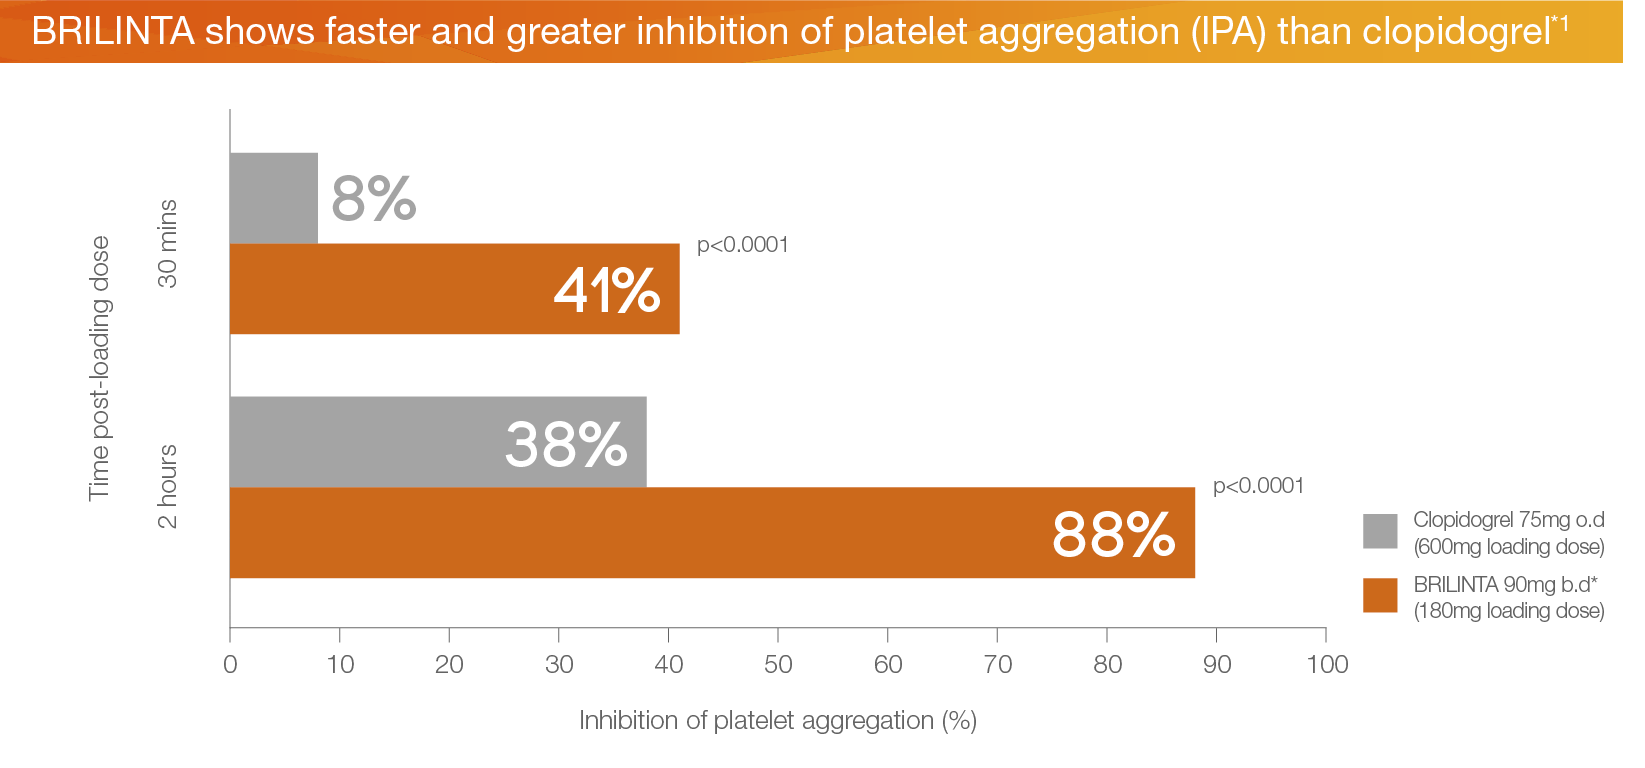 BRILINTA shows faster and greater inhibition of platelet aggregation (IPA) than clopidogrel*1
Time post-loading dose
30 mins
8%
p<0.0001
41%
2 hours
38%
p<0.0001
88%
Clopidogrel 75mg o.d
(600mg loading dose)
BRILINTA 90mg b.d*
(180mg loading dose)
0 10 20 30 40 50 60 70 80 90 100
Inhibition of platelet aggregation (%)